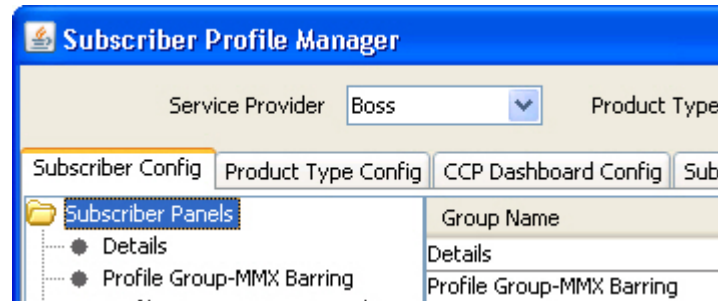 Subscriber Profile Manager
Service Provider Boss Product Type
Subscriber Config Product Type Config CCP Dashboard Config Sub
Subscriber Panels Group Name
Details Details
Profile Group-MMX Barring Profile Group-MMX Barring